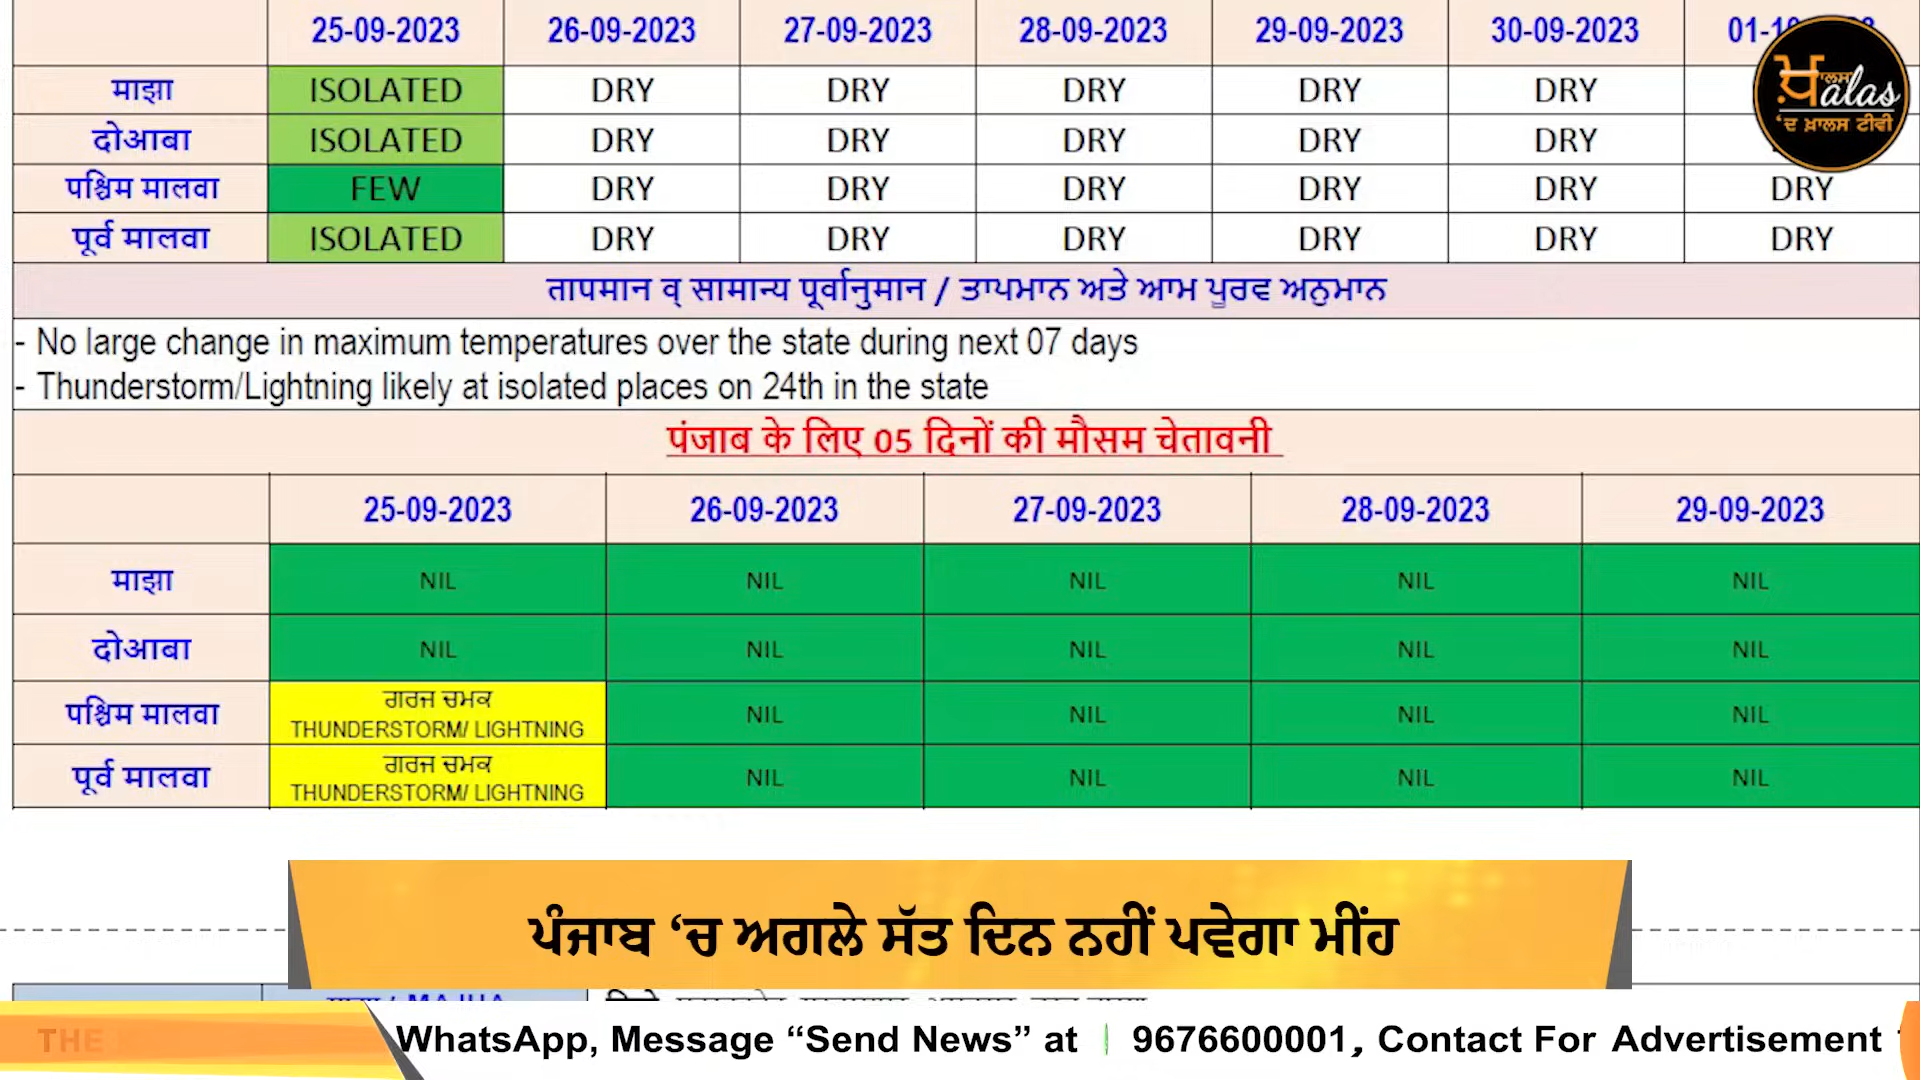 25-09-2023 26-09-2023 27-09-2023 28-09-2023 29-09-2023 30-09-2023
माझा ISOLATED DRY DRY DRY DRY DRY
दोआबा ISOLATED DRY DRY DRY DRY DRY
पश्चिम मालवा FEW DRY DRY DRY DRY DRY DRY
पूर्व मालवा ISOLATED DRY DRY DRY DRY DRY DRY
ਖ਼ਾਲਸ alas
'ਦ ਖ਼ਾਲਸ ਟੀਵੀ
तापमान व् सामान्य पूर्वानुमान / ਤਾਪਮਾਨ ਅਤੇ ਆਮ ਪੂਰਵ ਅਨੁਮਾਨ
- No large change in maximum temperatures over the state during next 07 days
- Thunderstorm/Lightning likely at isolated places on 24th in the state
पंजाब के लिए 05 दिनों की मौसम चेतावनी
25-09-2023 26-09-2023 27-09-2023 28-09-2023 29-09-2023
माझा NIL NIL NIL NIL NIL
दोआबा NIL NIL NIL NIL NIL
पश्चिम मालवा ਗਰਜ ਚਮਕ THUNDERSTORM/ LIGHTNING NIL NIL NIL NIL
पूर्व मालवा ਗਰਜ ਚਮਕ THUNDERSTORM/ LIGHTNING NIL NIL NIL NIL
ਪੰਜਾਬ 'ਚ ਅਗਲੇ ਸੱਤ ਦਿਨ ਨਹੀਂ ਪਵੇਗਾ ਮੀਂਹ
THE WhatsApp, Message “Send News” at 9676600001, Contact For Advertisement